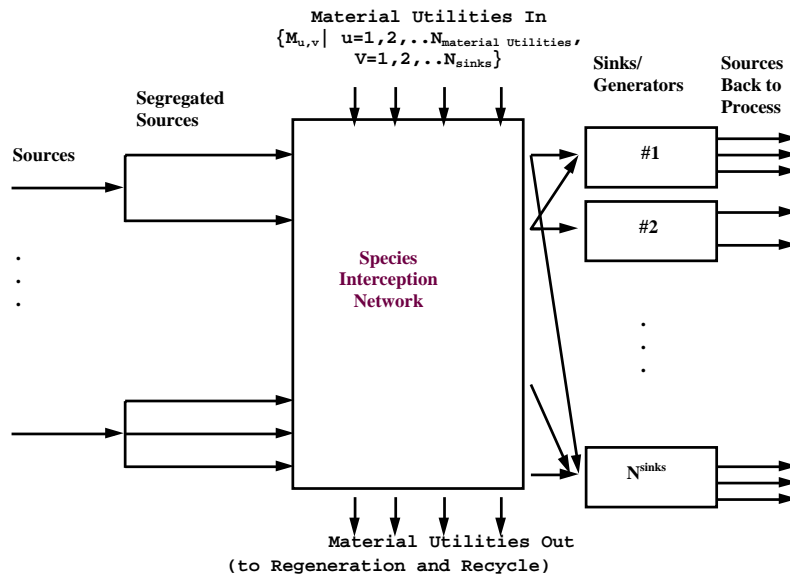 Material Utilities In
{Mu,v| u=1,2,..Nmaterial Utilities,
V=1,2,..Nsinks}
Sinks/
Generators
Sources
Back to
Process
Segregated
Sources
Sources
#1
#2
Species
Interception
Network
.
.
.
.
.
.
Nsinks
Material Utilities Out
(to Regeneration and Recycle)